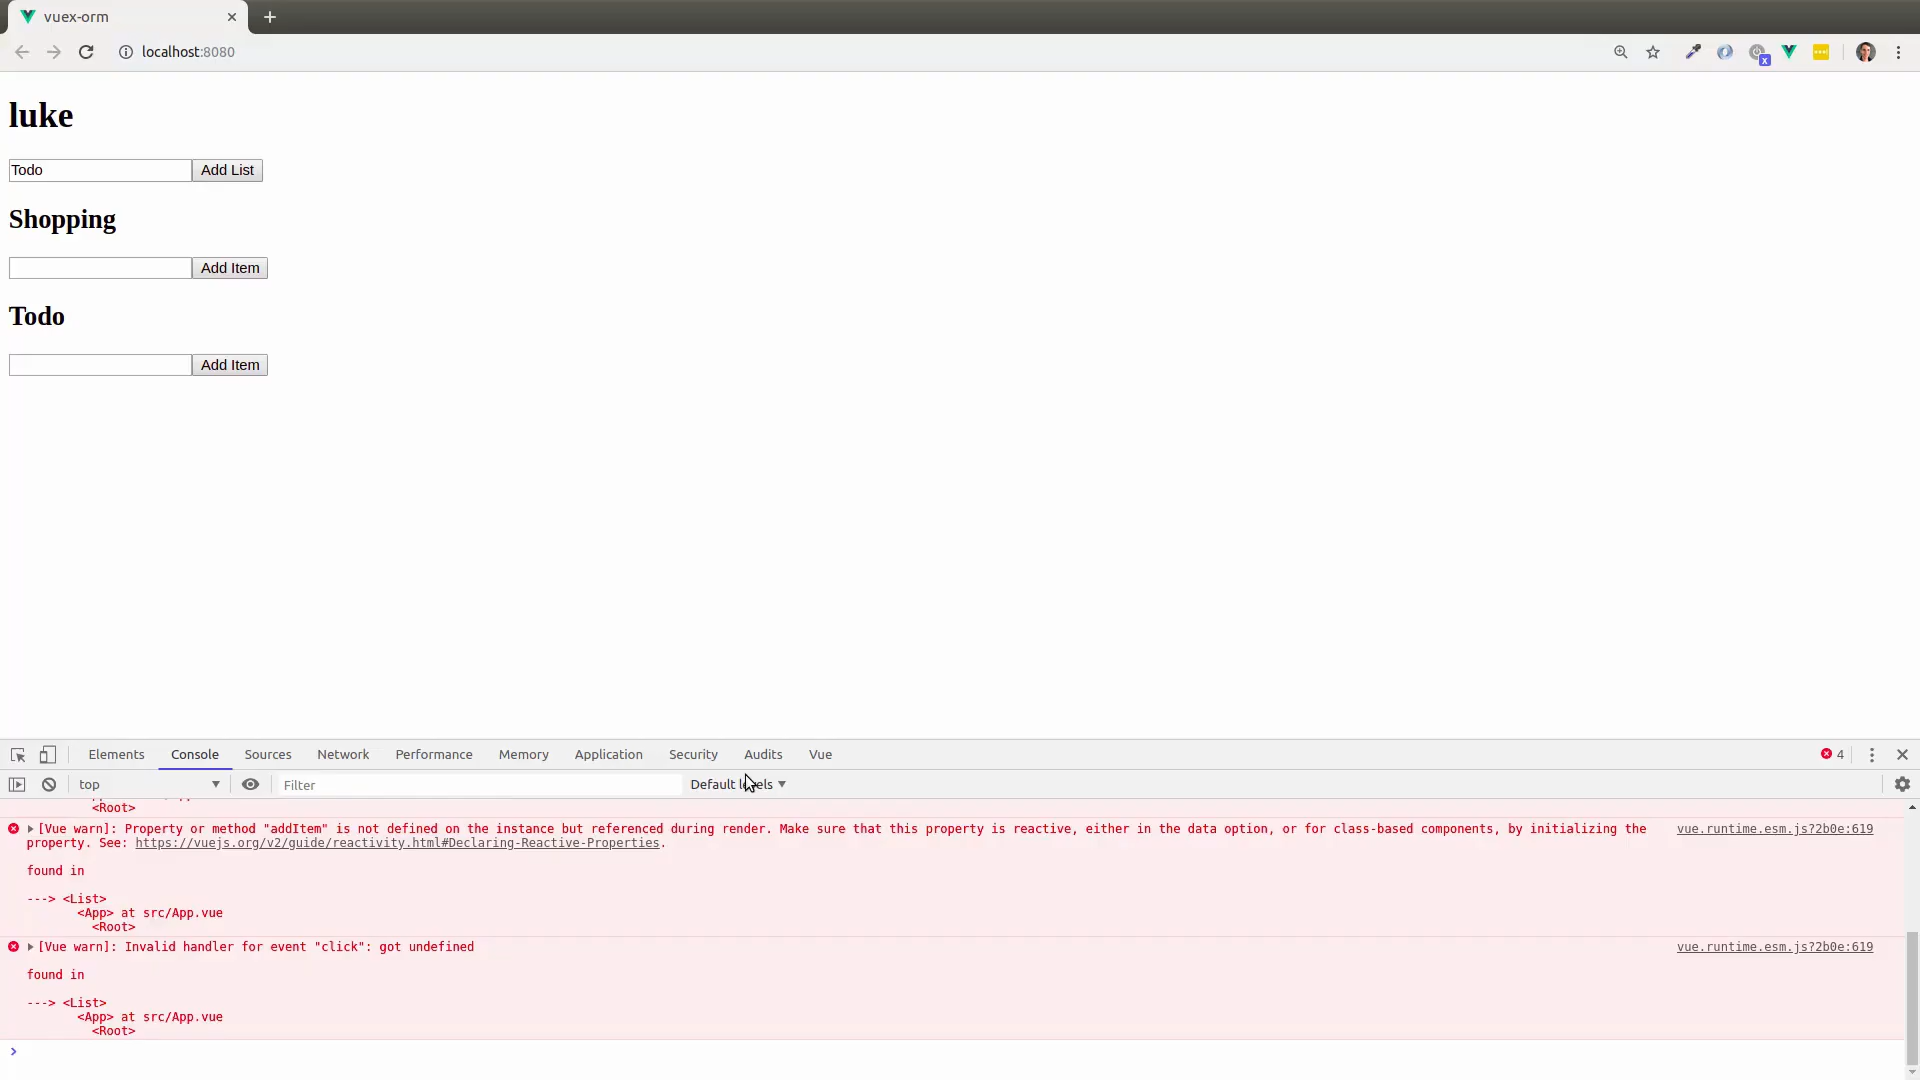 vuex-orm
localhost:8080
x
luke
Todo Add List
Shopping
Add Item
Todo
Add Item
Elements Console Sources Network Performance Memory Application Security Audits Vue 4
top Filter Default levels
<Root>
[Vue warn]: Property or method "addItem" is not defined on the instance but referenced during render. Make sure that this property is reactive, either in the data option, or for class-based components, by initializing the vue.runtime.esm.js?2b0e:619
property. See: https://vuejs.org/v2/guide/reactivity.html#Declaring-Reactive-Properties.
found in
---> <List>
<App> at src/App.vue
<Root>
[Vue warn]: Invalid handler for event "click": got undefined vue.runtime.esm.js?2b0e:619
found in
---> <List>
<App> at src/App.vue
<Root>